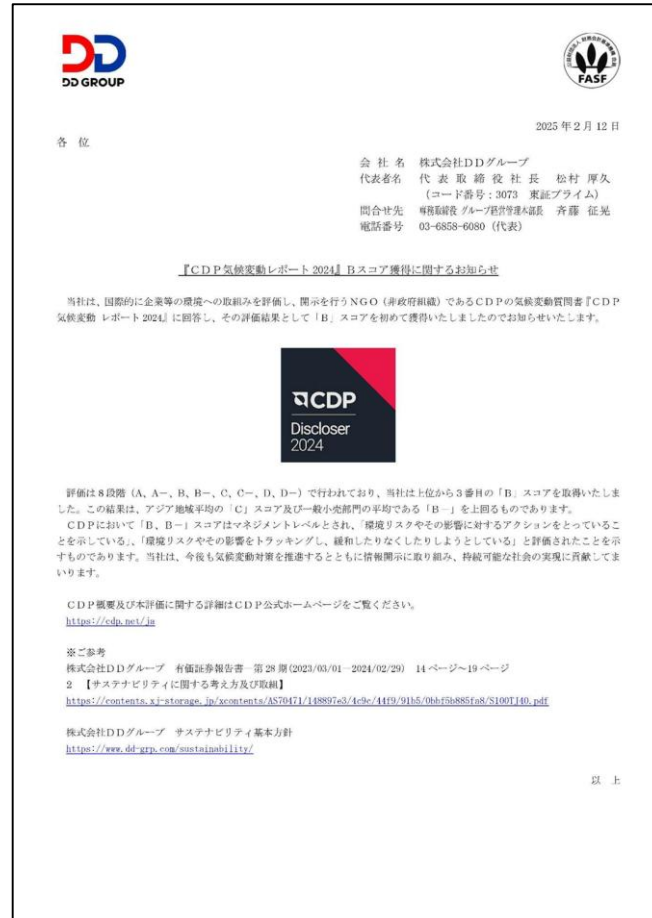 DD
DD GROUP
FASF
2025年2月12日
各 位
会 社 名 株式会社DDグループ
代表者名 代 表 取 締 役 社 長 松村 厚久
(コード番号:3073 東証プライム)
問合せ先 専務取締役 グループ経営管理本部長 斉藤 征晃
電話番号 03-6858-6080(代表)
『CDP気候変動レポート2024』Bスコア獲得に関するお知らせ
当社は、国際的に企業等の環境への取組みを評価し、開示を行うNGO(非政府組織)であるCDPの気候変動質問書『CDP
気候変動 レポート2024』に回答し、その評価結果として「B」スコアを初めて獲得いたしましたのでお知らせいたします。
CDP
Discloser
2024
評価は8段階(A、A-、B、B-、C、C-、D、D-)で行われており、当社は上位から3番目の「B」スコアを取得いたしま
した。この結果は、アジア地域平均の「C」スコア及び一般小売部門の平均である「B-」を上回るものであります。
CDPにおいて「B、B-」スコアはマネジメントレベルとされ、「環境リスクやその影響に対するアクションをとっているこ
とを示している」、「環境リスクやその影響をトラッキングし、緩和したりなくしたりしようとしている」と評価されたことを示
すものであります。当社は、今後も気候変動対策を推進するとともに情報開示に取り組み、持続可能な社会の実現に貢献してま
いります。
CDP概要及び本評価に関する詳細はCDP公式ホームページをご覧ください。
https://cdp.net/ja
※ご参考
株式会社DDグループ 有価証券報告書-第28期(2023/03/01-2024/02/29) 14ページ~19ページ
2 【サステナビリティに関する考え方及び取組】
https://contents.xj-storage.jp/xcontents/AS70471/148897e3/4c9c/44f9/91b5/0bbf5b885fa8/S100TJ40.pdf
株式会社DDグループ サステナビリティ基本方針
https://www.dd-grp.com/sustainability/
以 上